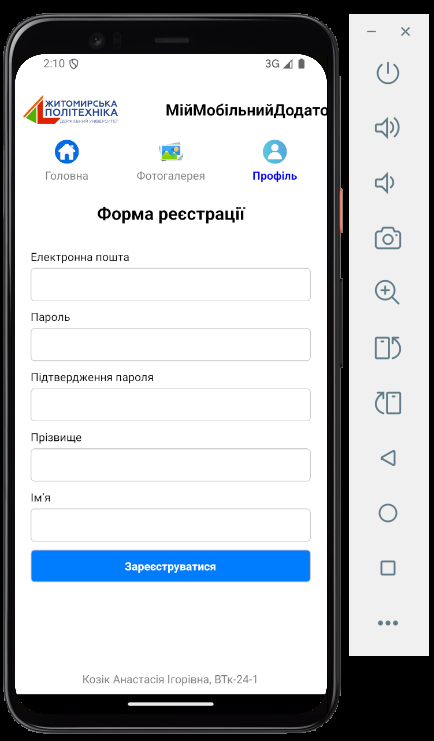 2:10
3G
ЖИТОМИРСЬКА
ПОЛІТЕХНІКА
ДЕРЖАВНИЙ УНІВЕРСИТЕТ
МійМобільнийДодато
Головна
Фотогалерея
Профіль
Форма реєстрації
Електронна пошта
Пароль
Підтвердження пароля
Прізвище
Ім'я
Зареєструватися
Козік Анастасія Ігорівна, ВТк-24-1